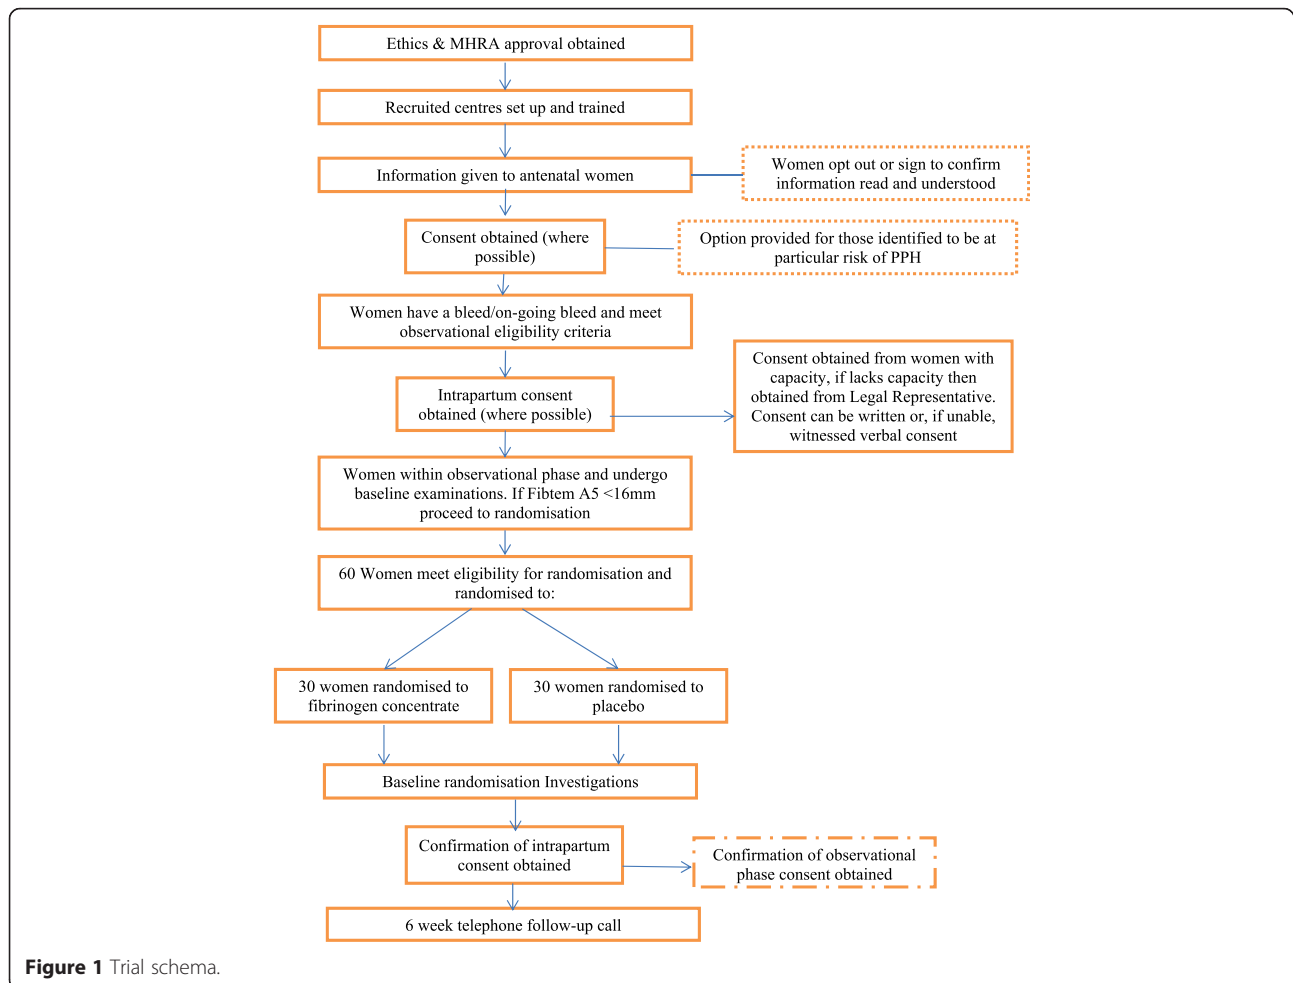 Ethics & MHRA approval obtained
Recruited centres set up and trained
Information given to antenatal women
Women opt out or sign to confirm
information read and understood
Consent obtained (where
possible)
Option provided for those identified to be at
particular risk of PPH
Women have a bleed/on-going bleed and meet
observational eligibility criteria
Intrapartum consent
obtained (where possible)
Consent obtained from women with
capacity, if lacks capacity then
obtained from Legal Representative.
Consent can be written or, if unable,
witnessed verbal consent
Women within observational phase and undergo
baseline examinations. If Fibtem A5 <16mm
proceed to randomisation
60 Women meet eligibility for randomisation and
randomised to:
30 women randomised to
fibrinogen concentrate
30 women randomised to
placebo
Baseline randomisation Investigations
Confirmation of intrapartum
consent obtained
Confirmation of observational
phase consent obtained
6 week telephone follow-up call
Figure 1 Trial schema.